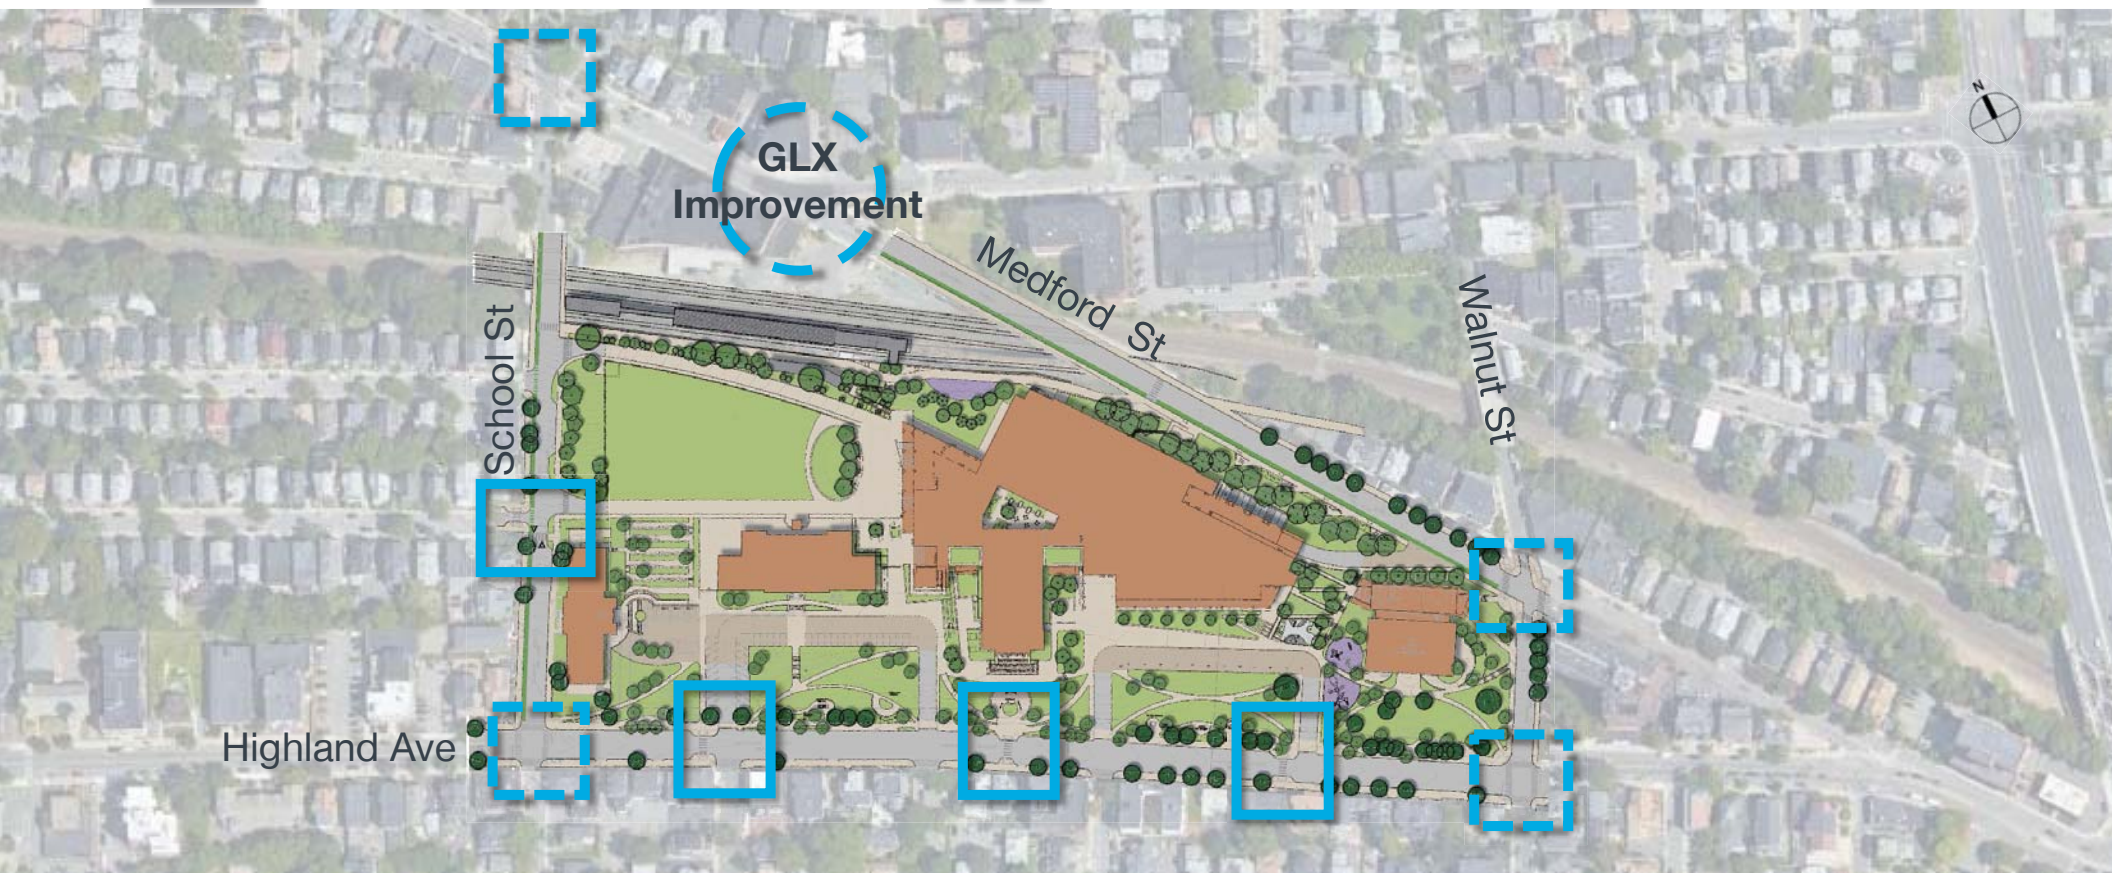 N
GLX
Improvement
Medford St
Walnut St
School St
Highland Ave